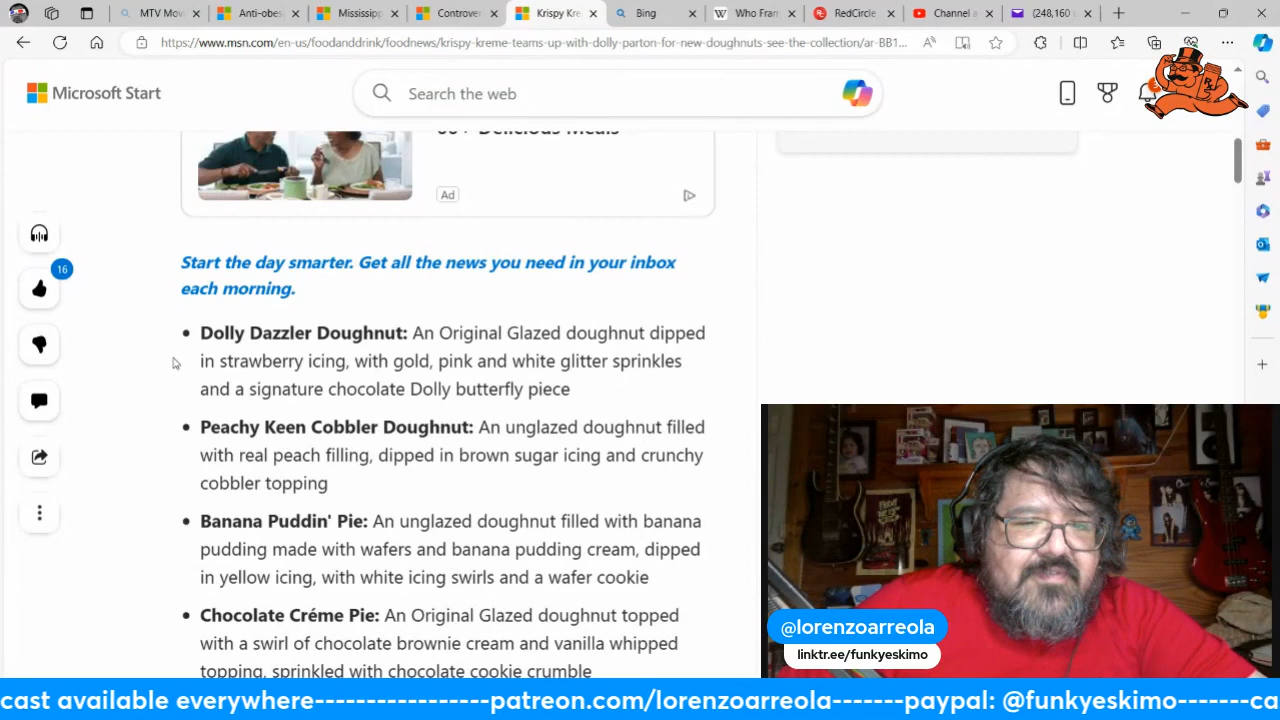 MTV Mov
Anti-obes
Mississipp
Controver
Krispy Kre
Bing
Who Fram
RedCircle
Channel a
(248,160 u
https://www.msn.com/en-us/foodanddrink/foodnews/krispy-kreme-teams-up-with-dolly-parton-for-new-doughnuts-see-the-collection/ar-BB1...
Microsoft Start
Search the web
Ad
16
Start the day smarter. Get all the news you need in your inbox
each morning.
• Dolly Dazzler Doughnut: An Original Glazed doughnut dipped
in strawberry icing, with gold, pink and white glitter sprinkles
and a signature chocolate Dolly butterfly piece
• Peachy Keen Cobbler Doughnut: An unglazed doughnut filled
with real peach filling, dipped in brown sugar icing and crunchy
cobbler topping
• Banana Puddin' Pie: An unglazed doughnut filled with banana
pudding made with wafers and banana pudding cream, dipped
in yellow icing, with white icing swirls and a wafer cookie
• Chocolate Créme Pie: An Original Glazed doughnut topped
with a swirl of chocolate brownie cream and vanilla whipped
topping, sprinkled with chocolate cookie crumble
@lorenzoarreola
linktr.ee/funkyeskimo
cast available everywhere-----------------patreon.com/lorenzoarreola-------paypal: @funkyeskimo-------ca